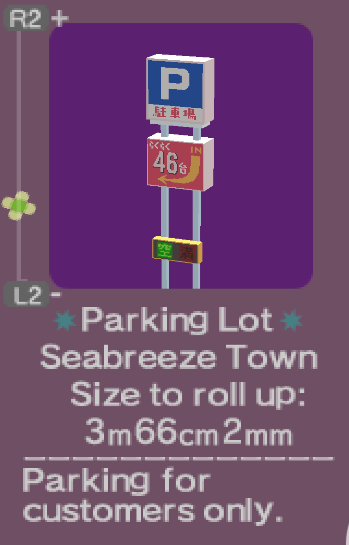 R2 +
P
駐車場
<<<< IN
46台
空 満
L2 -
Parking Lot
Seabreeze Town
Size to roll up:
3m66cm2mm
Parking for
customers only.